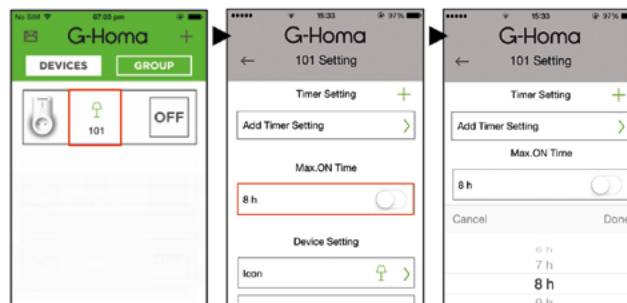 No SIM 07:03 pm
G-Homa
DEVICES GROUP
101 OFF
15:33 97%
G-Homa
101 Setting
Timer Setting
Add Timer Setting
Max.ON Time
8 h
Device Setting
Icon
15:33 97%
G-Homa
101 Setting
Timer Setting
Add Timer Setting
Max.ON Time
8 h
Cancel Done
6 h
7 h
8 h
9 h